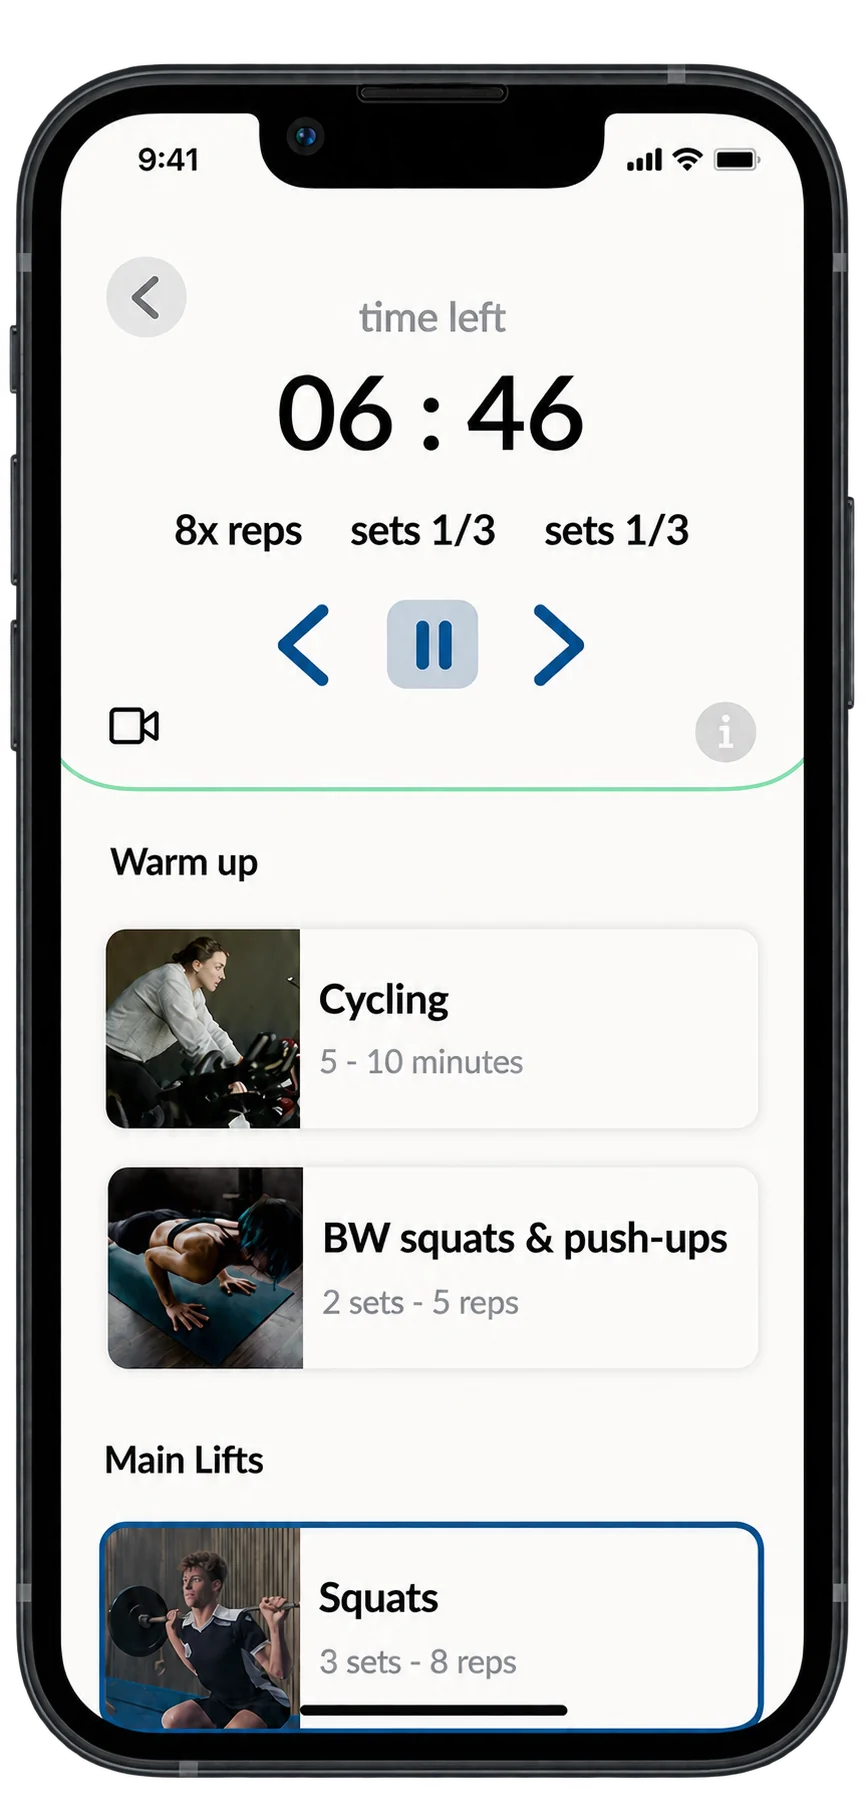 9:41
time left
06 : 46
8x reps sets 1/3 sets 1/3
Warm up
Cycling
5 - 10 minutes
BW squats & push-ups
2 sets - 5 reps
Main Lifts
Squats
3 sets - 8 reps